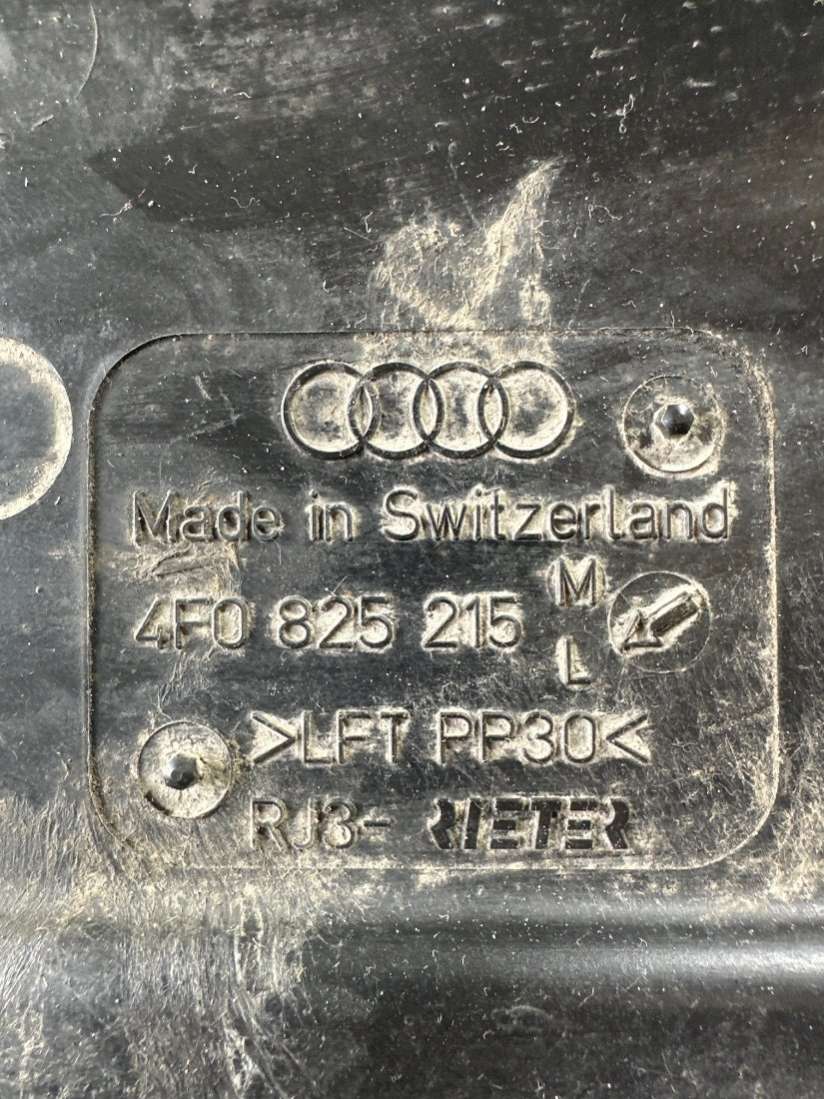 Made in Switzerland
4F0 825 215 M
L
>LFT PP30<
RJ3- RIETER